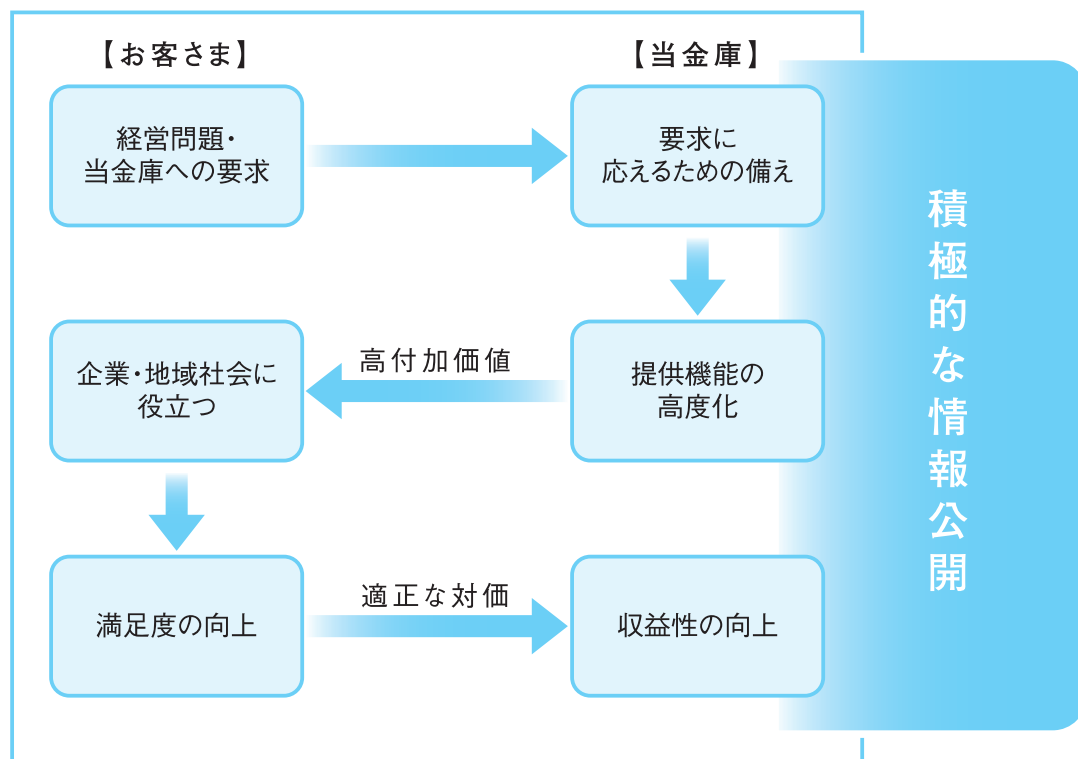 【お客さま】
【当金庫】
経営問題・
当金庫への要求
要求に
応えるための備え
企業・地域社会に
役立つ
高付加価値
提供機能の
高度化
満足度の向上
適正な対価
収益性の向上
積極的な情報公開